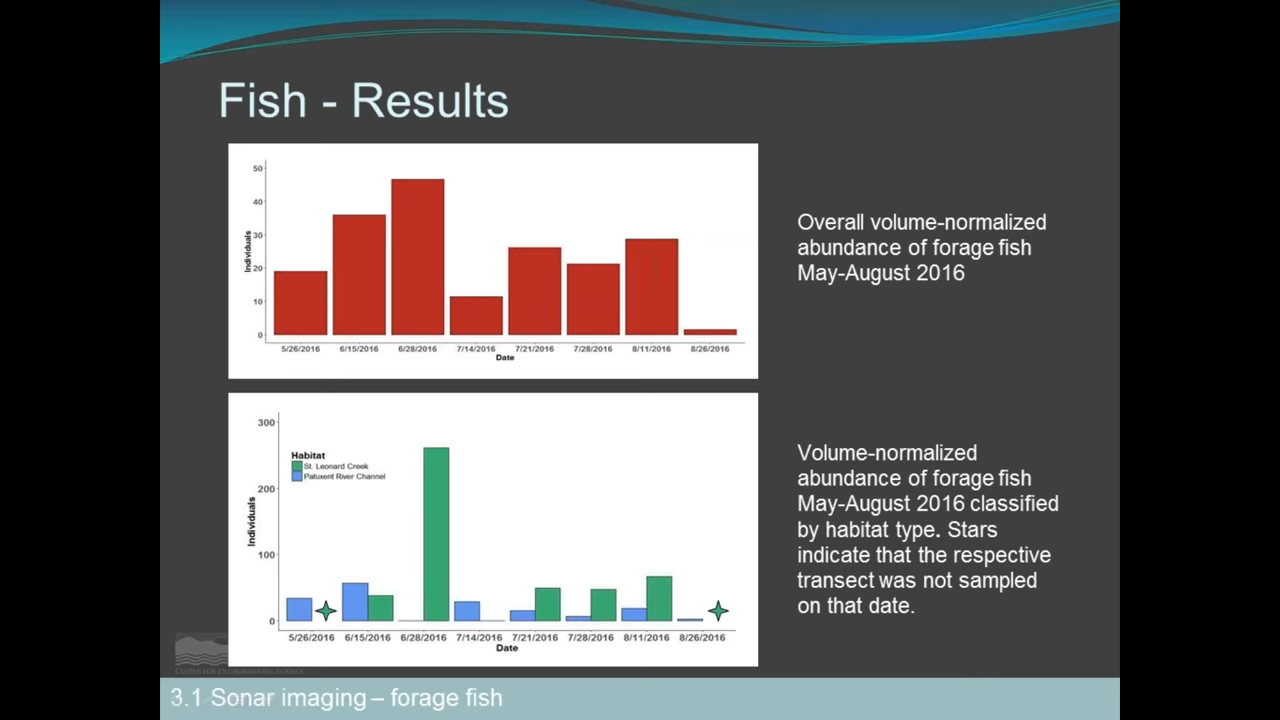 Fish - Results
50
40
30
20
10
0
Individuals
5/26/2016 6/15/2016 6/28/2016 7/14/2016 7/21/2016 7/28/2016 8/11/2016 8/26/2016
Date
Overall volume-normalized
abundance of forage fish
May-August 2016
300
200
100
0
Individuals
Habitat
St. Leonard Creek
Patuxent River Channel
5/26/2016 6/15/2016 6/28/2016 7/14/2016 7/21/2016 7/28/2016 8/11/2016 8/26/2016
Date
Volume-normalized
abundance of forage fish
May-August 2016 classified
by habitat type. Stars
indicate that the respective
transect was not sampled
on that date.
3.1 Sonar imaging – forage fish